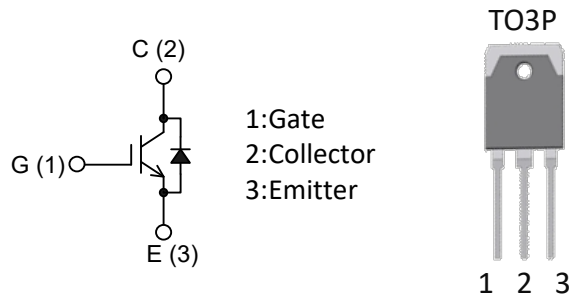 C (2)
G (1)
E (3)
1:Gate
2:Collector
3:Emitter
TO3P
1 2 3